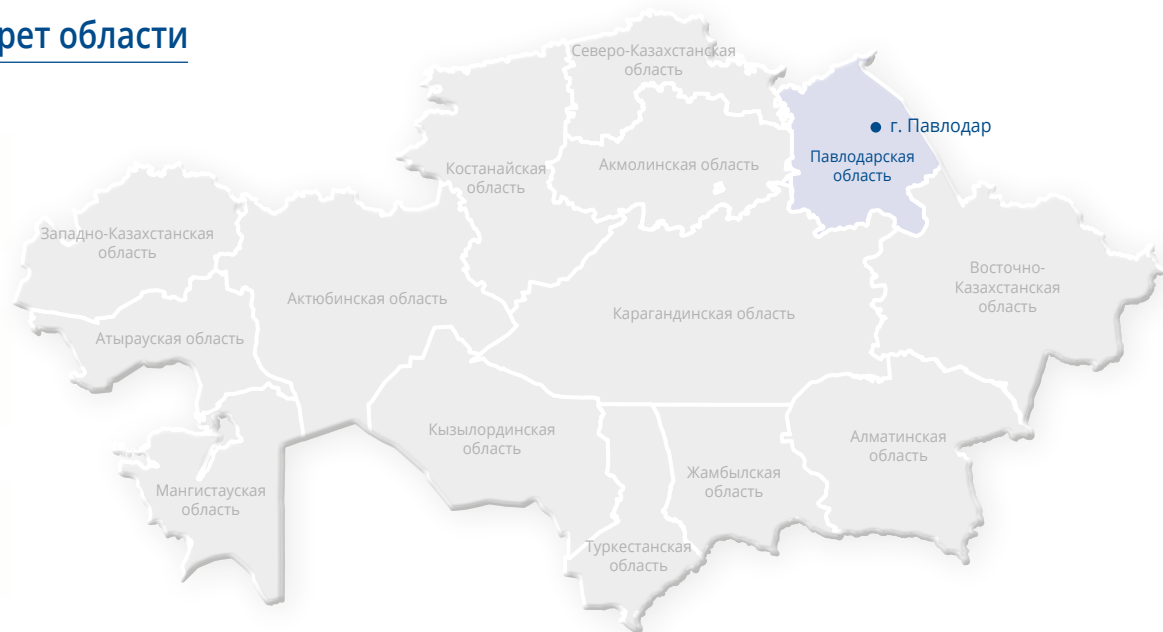 рет области
Северо-Казахстанская
область
г. Павлодар
Павлодарская
область
Акмолинская область
Костанайская
область
Западно-Казахстанская
область
Восточно-
Казахстанская
область
Актюбинская область
Карагандинская область
Атырауская область
Кызылординская
область
Алматинская
область
Жамбылская
область
Мангистауская
область
Туркестанская
область